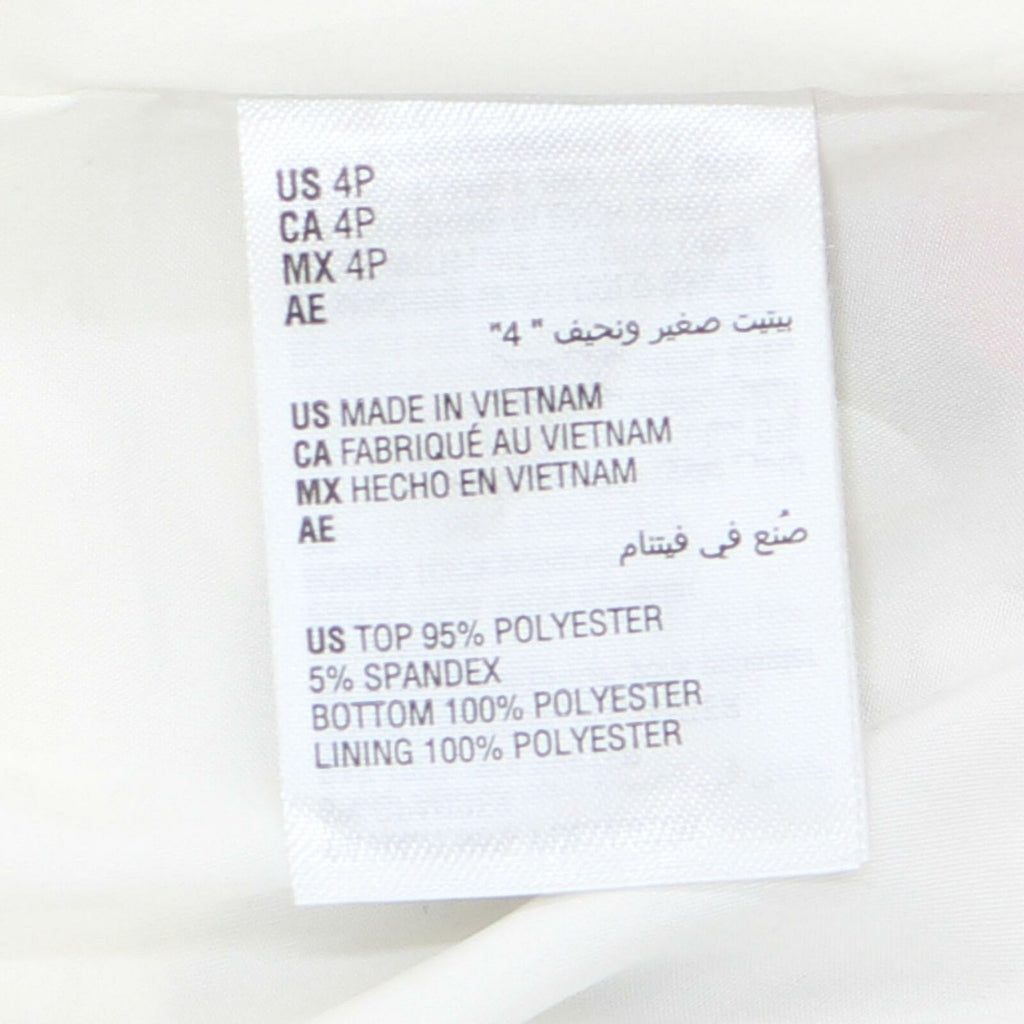 US 4P
CA 4P
MX 4P
AE
بيتيت صغير ونحيف " 4"
US MADE IN VIETNAM
CA FABRIQUÉ AU VIETNAM
MX HECHO EN VIETNAM
AE
صُنع في فيتنام
US TOP 95% POLYESTER
5% SPANDEX
BOTTOM 100% POLYESTER
LINING 100% POLYESTER